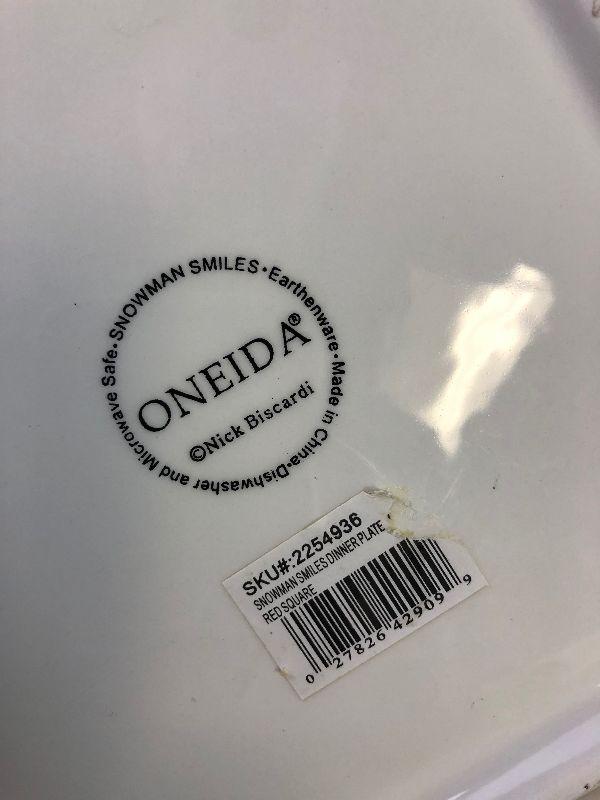 SNOWMAN SMILES•Earthenware•Made in China•Dishwasher and Microwave Safe•
ONEIDA®
©Nick Biscardi
SKU#:2254936
SNOWMAN SMILES DINNER PLATE
RED SQUARE
0 27826 42909 9